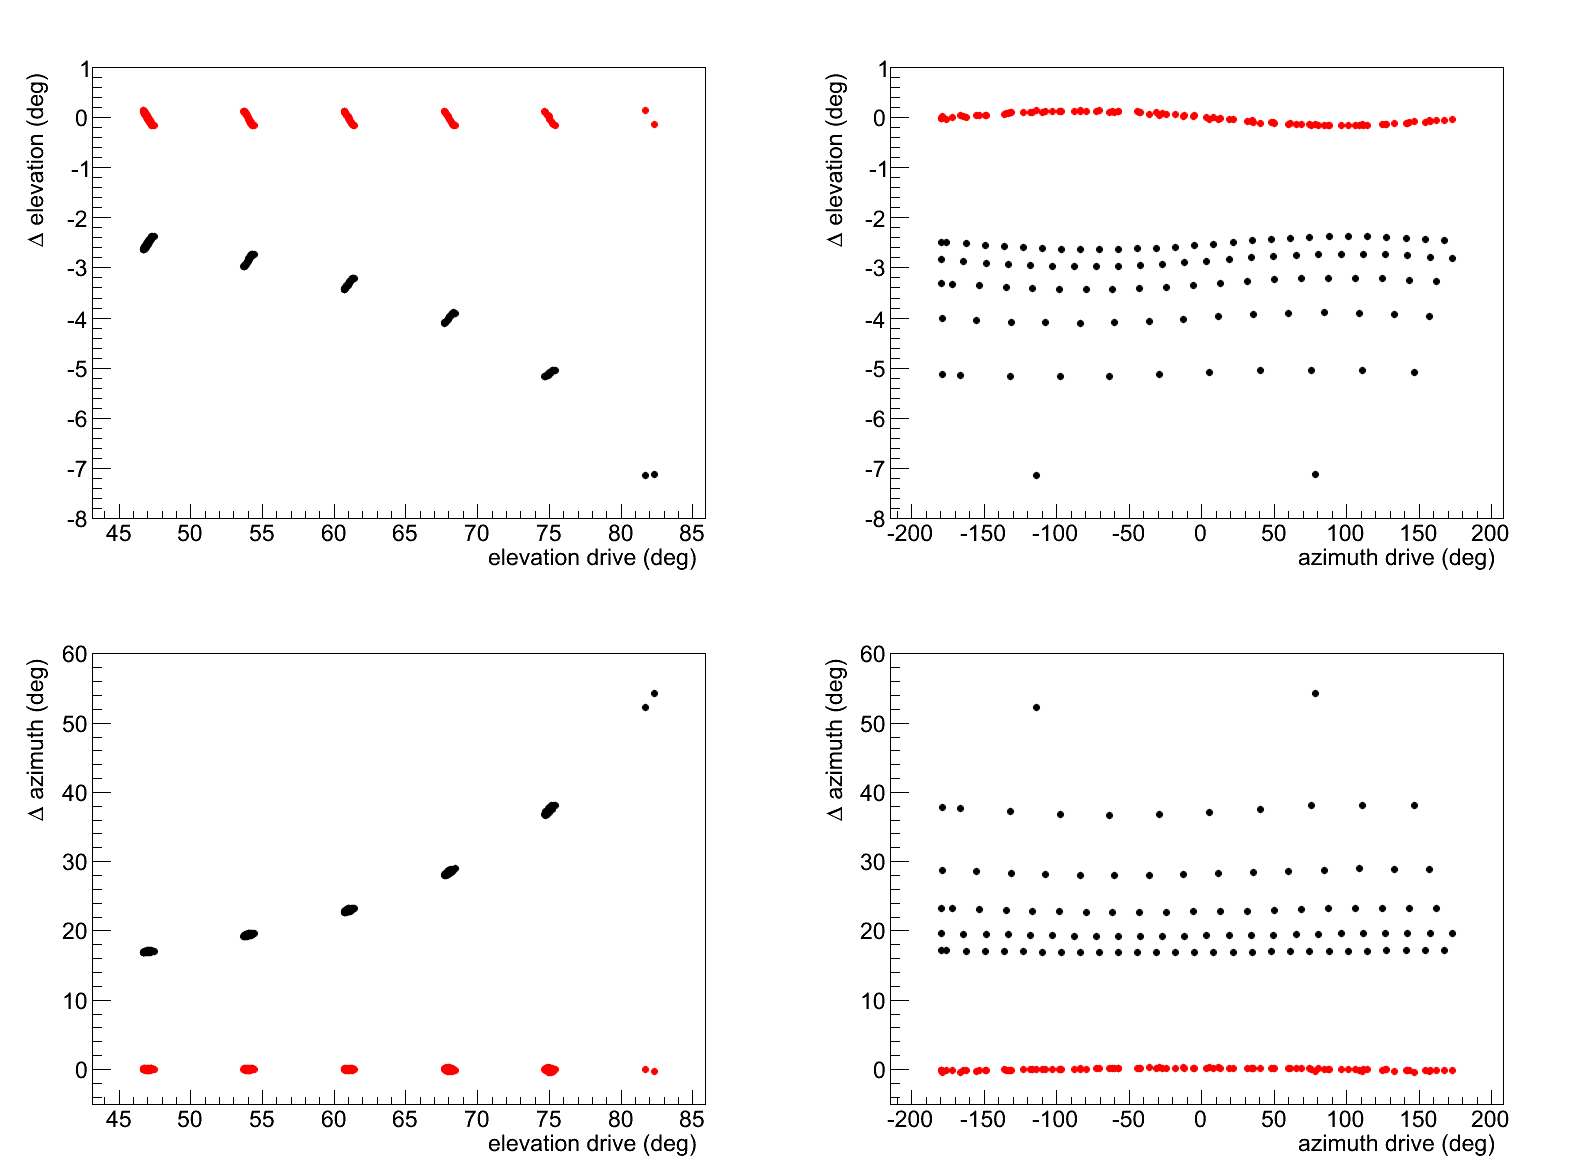 1
0
-1
-2
-3
-4
-5
-6
-7
-8
Δ elevation (deg)
45 50 55 60 65 70 75 80 85
elevation drive (deg)
1
0
-1
-2
-3
-4
-5
-6
-7
-8
Δ elevation (deg)
-200 -150 -100 -50 0 50 100 150 200
azimuth drive (deg)
60
50
40
30
20
10
0
Δ azimuth (deg)
45 50 55 60 65 70 75 80 85
elevation drive (deg)
60
50
40
30
20
10
0
Δ azimuth (deg)
-200 -150 -100 -50 0 50 100 150 200
azimuth drive (deg)